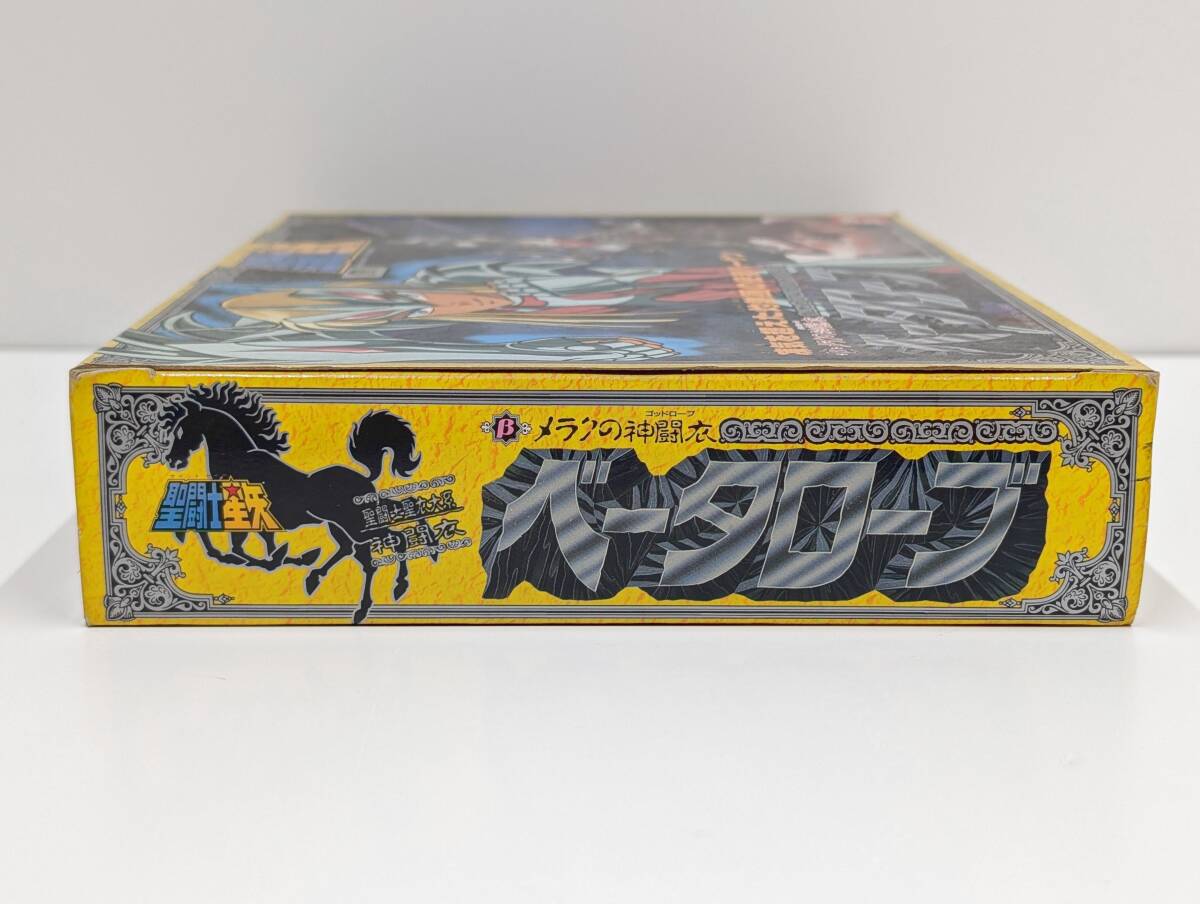 聖闘士星矢
聖闘士聖衣大系
神闘衣
β メラクの神闘衣
ゴッドローブ
ベータローブ